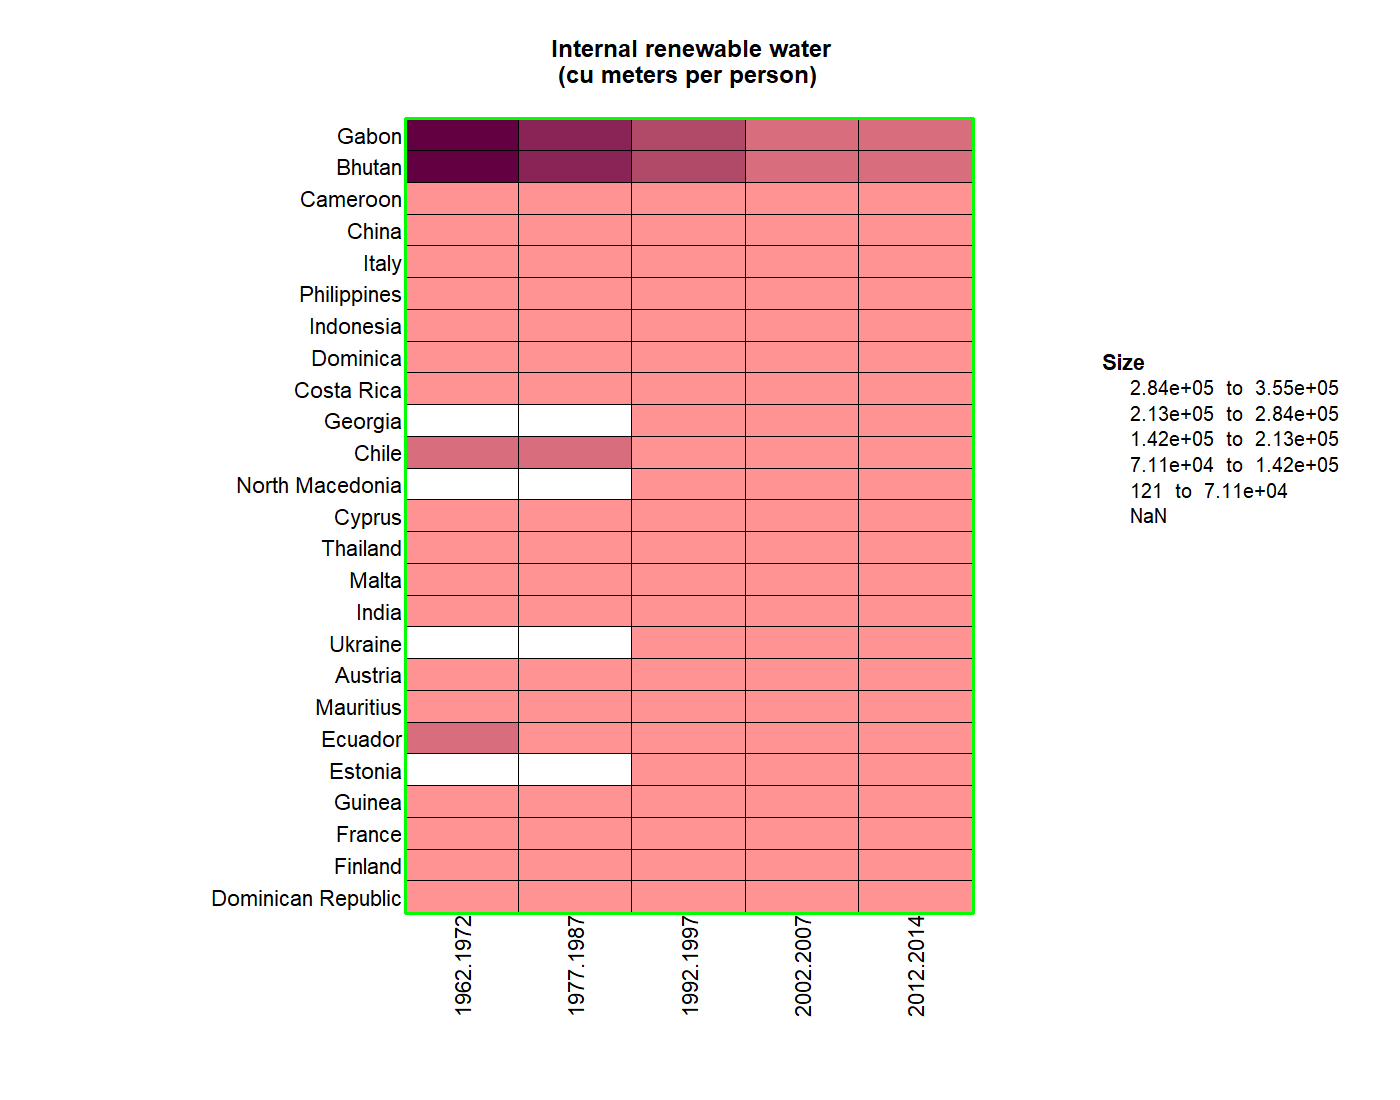 Internal renewable water
(cu meters per person)
Gabon
Bhutan
Cameroon
China
Italy
Philippines
Indonesia
Dominica
Costa Rica
Georgia
Chile
North Macedonia
Cyprus
Thailand
Malta
India
Ukraine
Austria
Mauritius
Ecuador
Estonia
Guinea
France
Finland
Dominican Republic
1962.1972
1977.1987
1992.1997
2002.2007
2012.2014
Size
2.84e+05 to 3.55e+05
2.13e+05 to 2.84e+05
1.42e+05 to 2.13e+05
7.11e+04 to 1.42e+05
121 to 7.11e+04
NaN